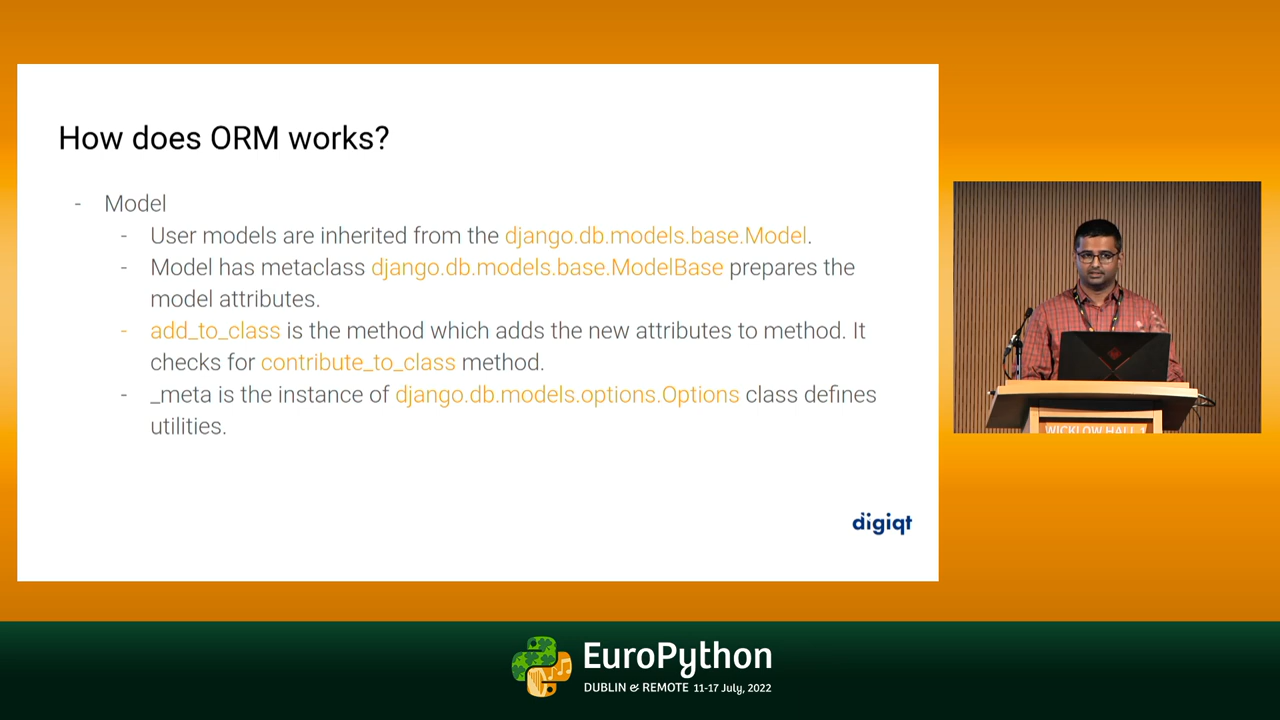 How does ORM works?
- Model
- User models are inherited from the django.db.models.base.Model.
- Model has metaclass django.db.models.base.ModelBase prepares the
model attributes.
- add_to_class is the method which adds the new attributes to method. It
checks for contribute_to_class method.
- _meta is the instance of django.db.models.options.Options class defines
utilities.
digiqt
WICKLOW HALL 1
EuroPython
DUBLIN & REMOTE 11-17 July, 2022